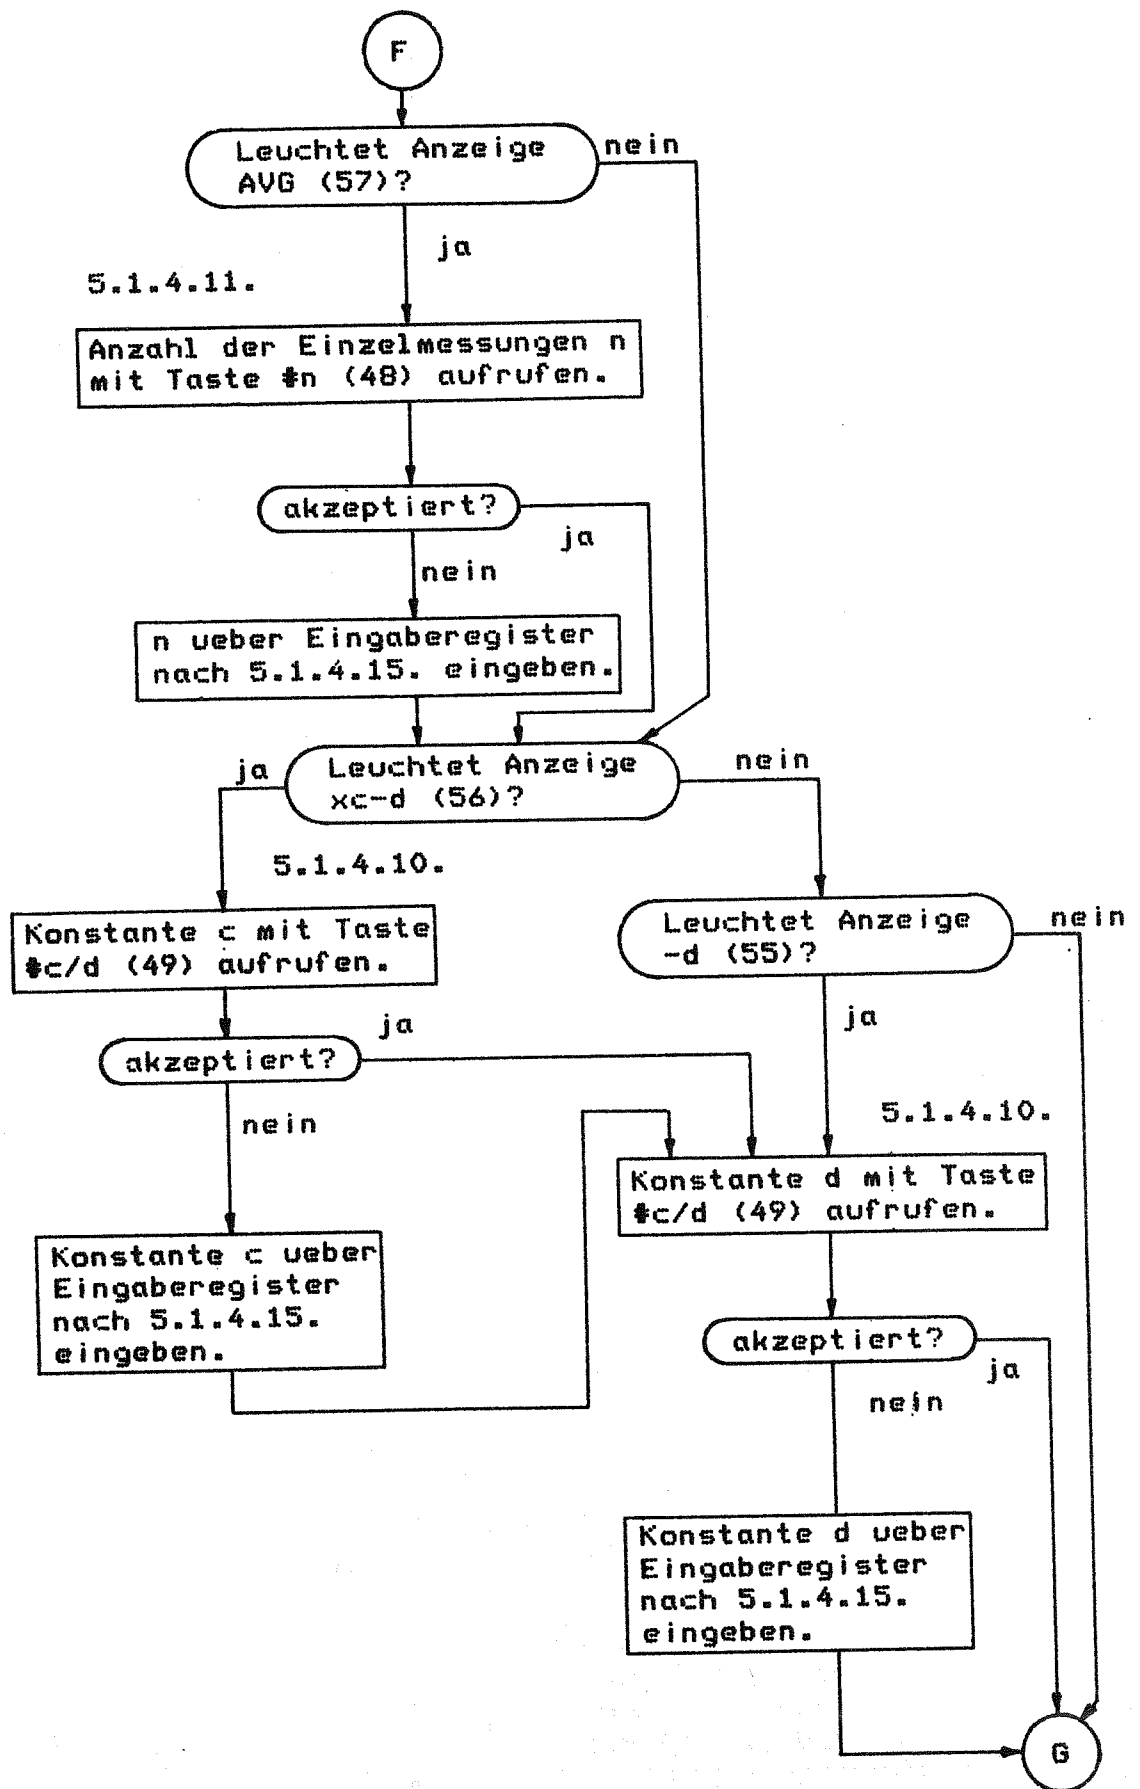 F
Leuchtet Anzeige
AVG (57)?
nein
ja
5.1.4.11.
Anzahl der Einzelmessungen n
mit Taste #n (48) aufrufen.
akzeptiert?
ja
nein
n ueber Eingaberegister
nach 5.1.4.15. eingeben.
ja
Leuchtet Anzeige
xc-d (56)?
nein
5.1.4.10.
Konstante c mit Taste
#c/d (49) aufrufen.
Leuchtet Anzeige
-d (55)?
nein
ja
akzeptiert?
ja
nein
5.1.4.10.
Konstante d mit Taste
#c/d (49) aufrufen.
Konstante c ueber
Eingaberegister
nach 5.1.4.15.
eingeben.
akzeptiert?
ja
nein
Konstante d ueber
Eingaberegister
nach 5.1.4.15.
eingeben.
G